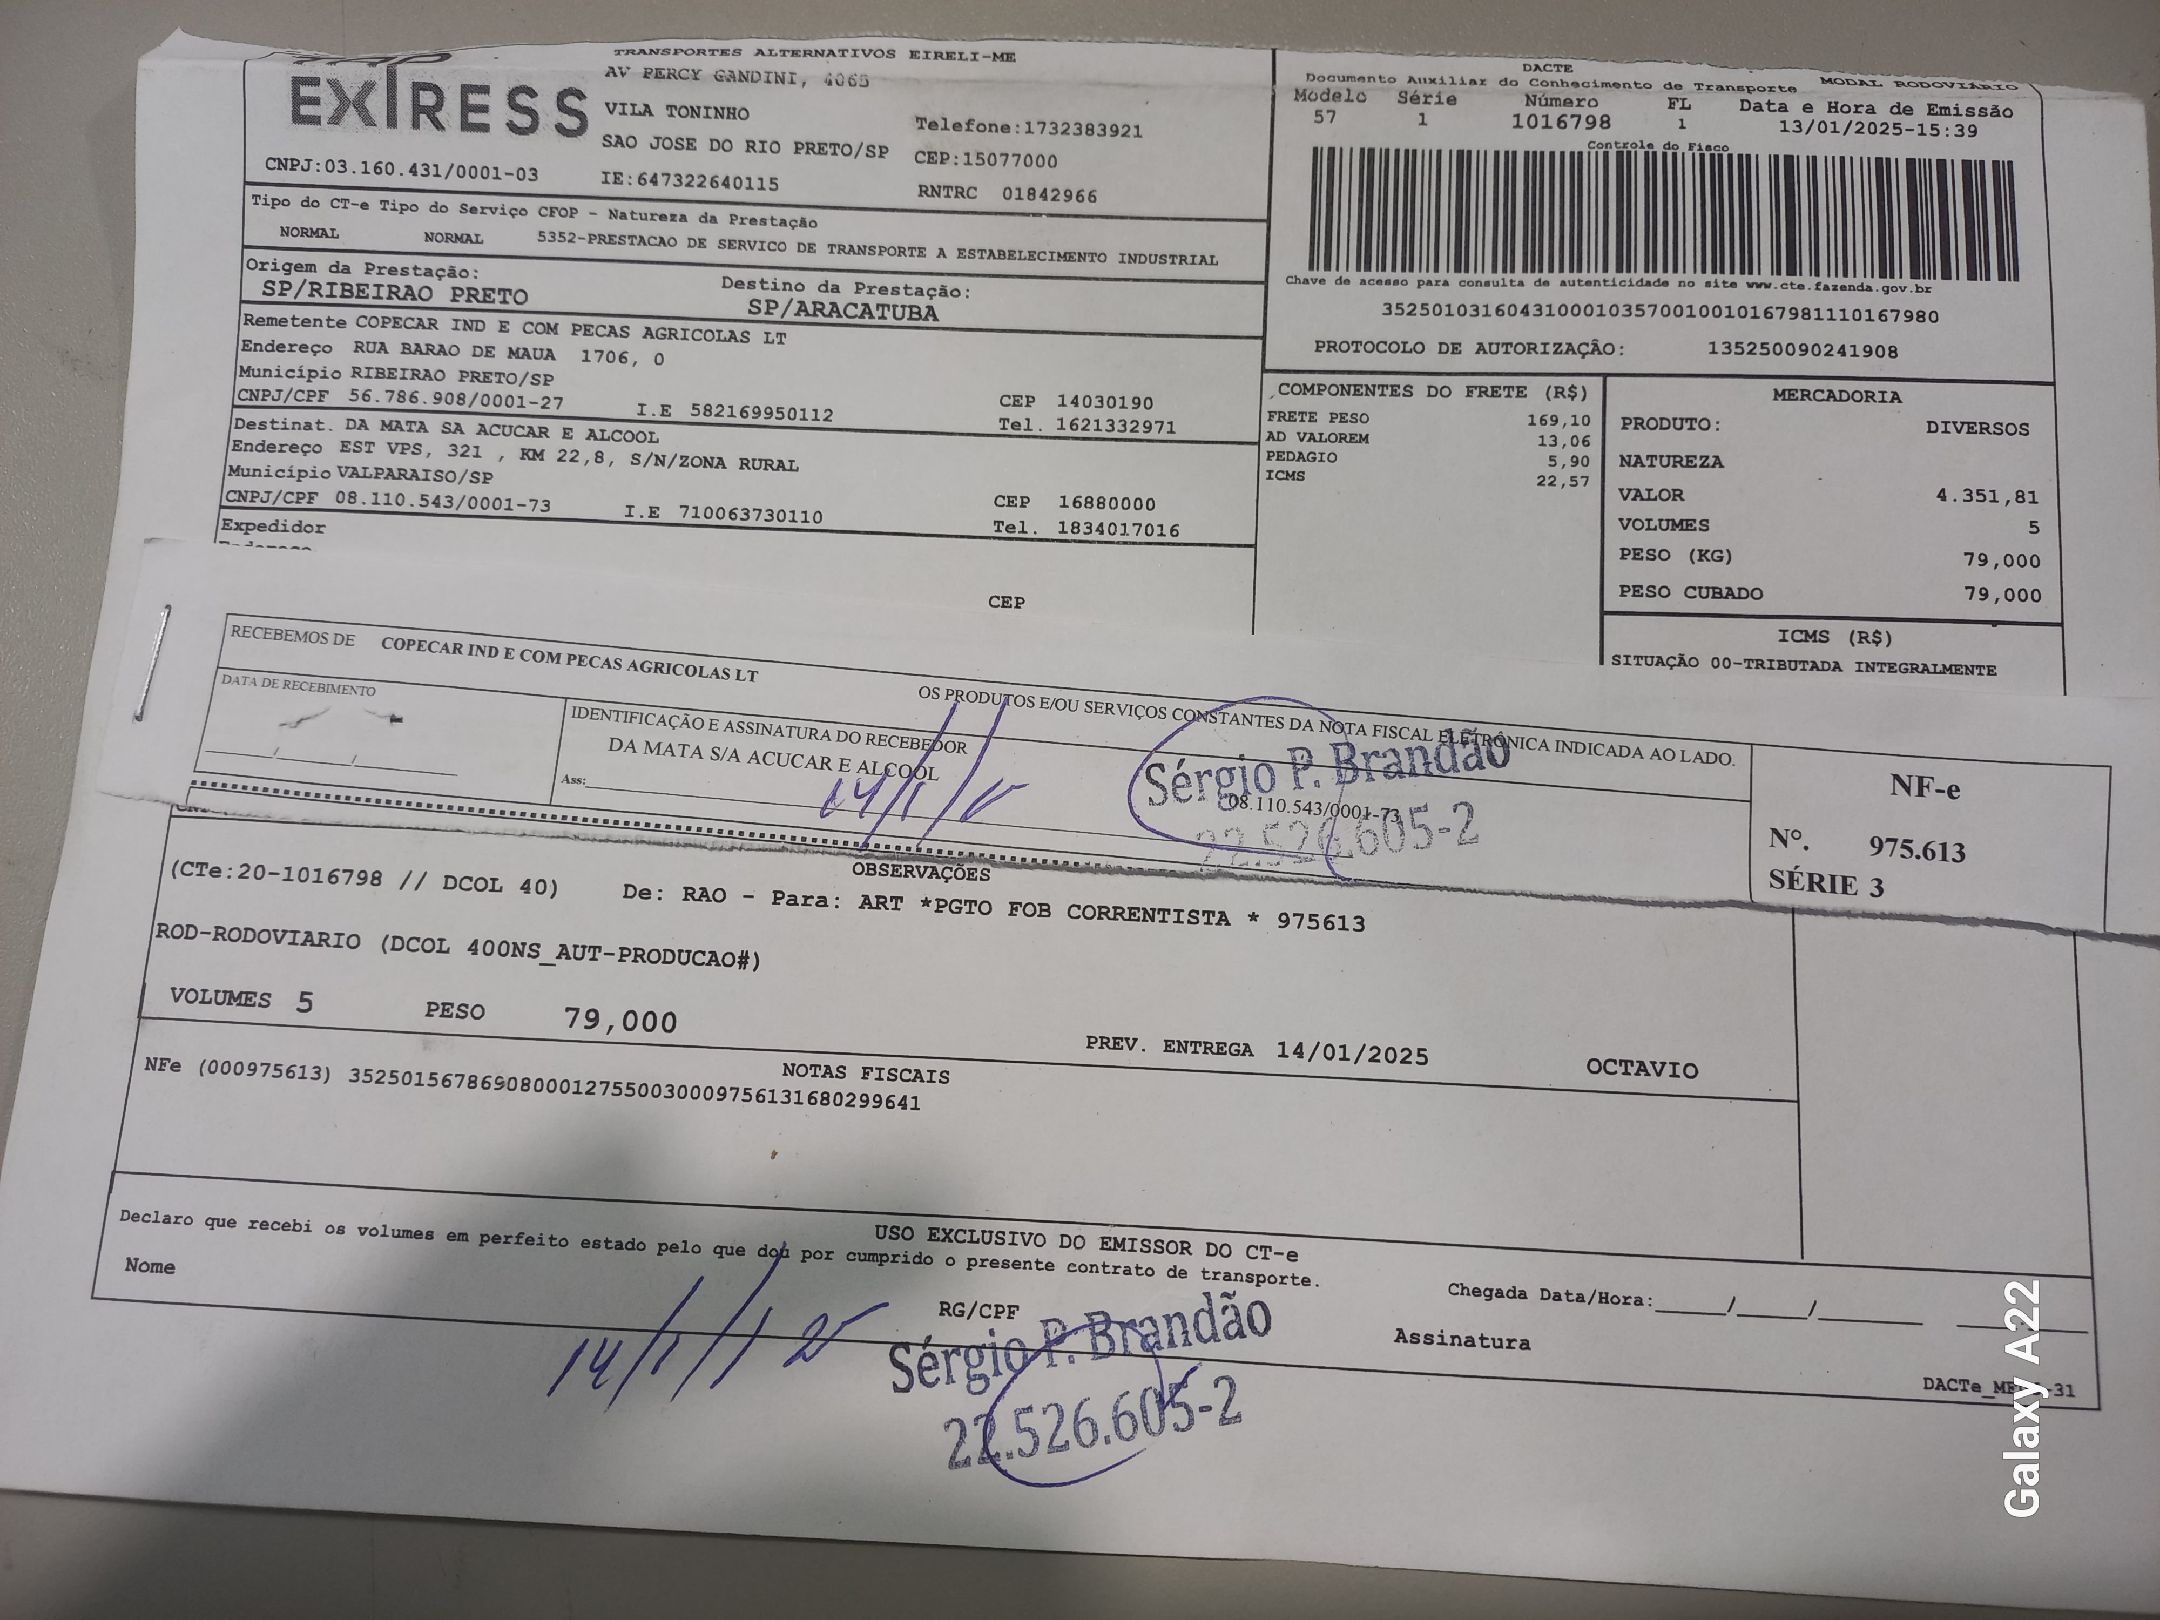 EXPRESS
TRANSPORTES ALTERNATIVOS EIRELI-ME
AV PERCY GANDINI, 4065
VILA TONINHO
Telefone:1732383921
SAO JOSE DO RIO PRETO/SP
CEP:15077000
CNPJ:03.160.431/0001-03
IE:647322640115
RNTRC 01842966
DACTE
Documento Auxiliar do Conhecimento de Transporte
MODAL RODOVIÁRIO
Modelo Série Número FL Data e Hora de Emissão
57 1 1016798 1 13/01/2025-15:39
Controle do Fisco
Chave de acesso para consulta de autenticidade no site www.cte.fazenda.gov.br
35250103160431000103570010010167981110167980
PROTOCOLO DE AUTORIZAÇÃO: 135250090241908
Tipo do CT-e Tipo do Serviço CFOP - Natureza da Prestação
NORMAL NORMAL 5352-PRESTACAO DE SERVICO DE TRANSPORTE A ESTABELECIMENTO INDUSTRIAL
Origem da Prestação: Destino da Prestação:
SP/RIBEIRAO PRETO SP/ARACATUBA
Remetente COPECAR IND E COM PECAS AGRICOLAS LT
Endereço RUA BARAO DE MAUA 1706, 0
Município RIBEIRAO PRETO/SP CEP 14030190
CNPJ/CPF 56.786.908/0001-27 I.E 582169950112 Tel. 1621332971
Destinat. DA MATA SA ACUCAR E ALCOOL
Endereço EST VPS, 321 , KM 22,8, S/N/ZONA RURAL
Município VALPARAISO/SP CEP 16880000
CNPJ/CPF 08.110.543/0001-73 I.E 710063730110 Tel. 1834017016
Expedidor
CEP
COMPONENTES DO FRETE (R$)
FRETE PESO 169,10
AD VALOREM 13,06
PEDAGIO 5,90
ICMS 22,57
MERCADORIA
PRODUTO: DIVERSOS
NATUREZA
VALOR 4.351,81
VOLUMES 5
PESO (KG) 79,000
PESO CUBADO 79,000
ICMS (R$)
SITUAÇÃO 00-TRIBUTADA INTEGRALMENTE
RECEBEMOS DE COPECAR IND E COM PECAS AGRICOLAS LT OS PRODUTOS E/OU SERVIÇOS CONSTANTES DA NOTA FISCAL ELETRÔNICA INDICADA AO LADO.
DATA DE RECEBIMENTO
IDENTIFICAÇÃO E ASSINATURA DO RECEBEDOR
DA MATA S/A ACUCAR E ALCOOL
08.110.543/0001-73
Ass:
14/1/
Sérgio P. Brandão
22.526.605-2
NF-e
Nº. 975.613
SÉRIE 3
OBSERVAÇÕES
(CTe:20-1016798 // DCOL 40) De: RAO - Para: ART *PGTO FOB CORRENTISTA * 975613
ROD-RODOVIARIO (DCOL 400NS_AUT-PRODUCAO#)
VOLUMES 5 PESO 79,000 PREV. ENTREGA 14/01/2025 OCTAVIO
NOTAS FISCAIS
NFe (000975613) 35250156786908000127550030009756131680299641
USO EXCLUSIVO DO EMISSOR DO CT-e
Declaro que recebi os volumes em perfeito estado pelo que dou por cumprido o presente contrato de transporte.
Nome RG/CPF Assinatura
Chegada Data/Hora:____/____/______
14/1/25
Sérgio P. Brandão
22.526.605-2
Galaxy A22